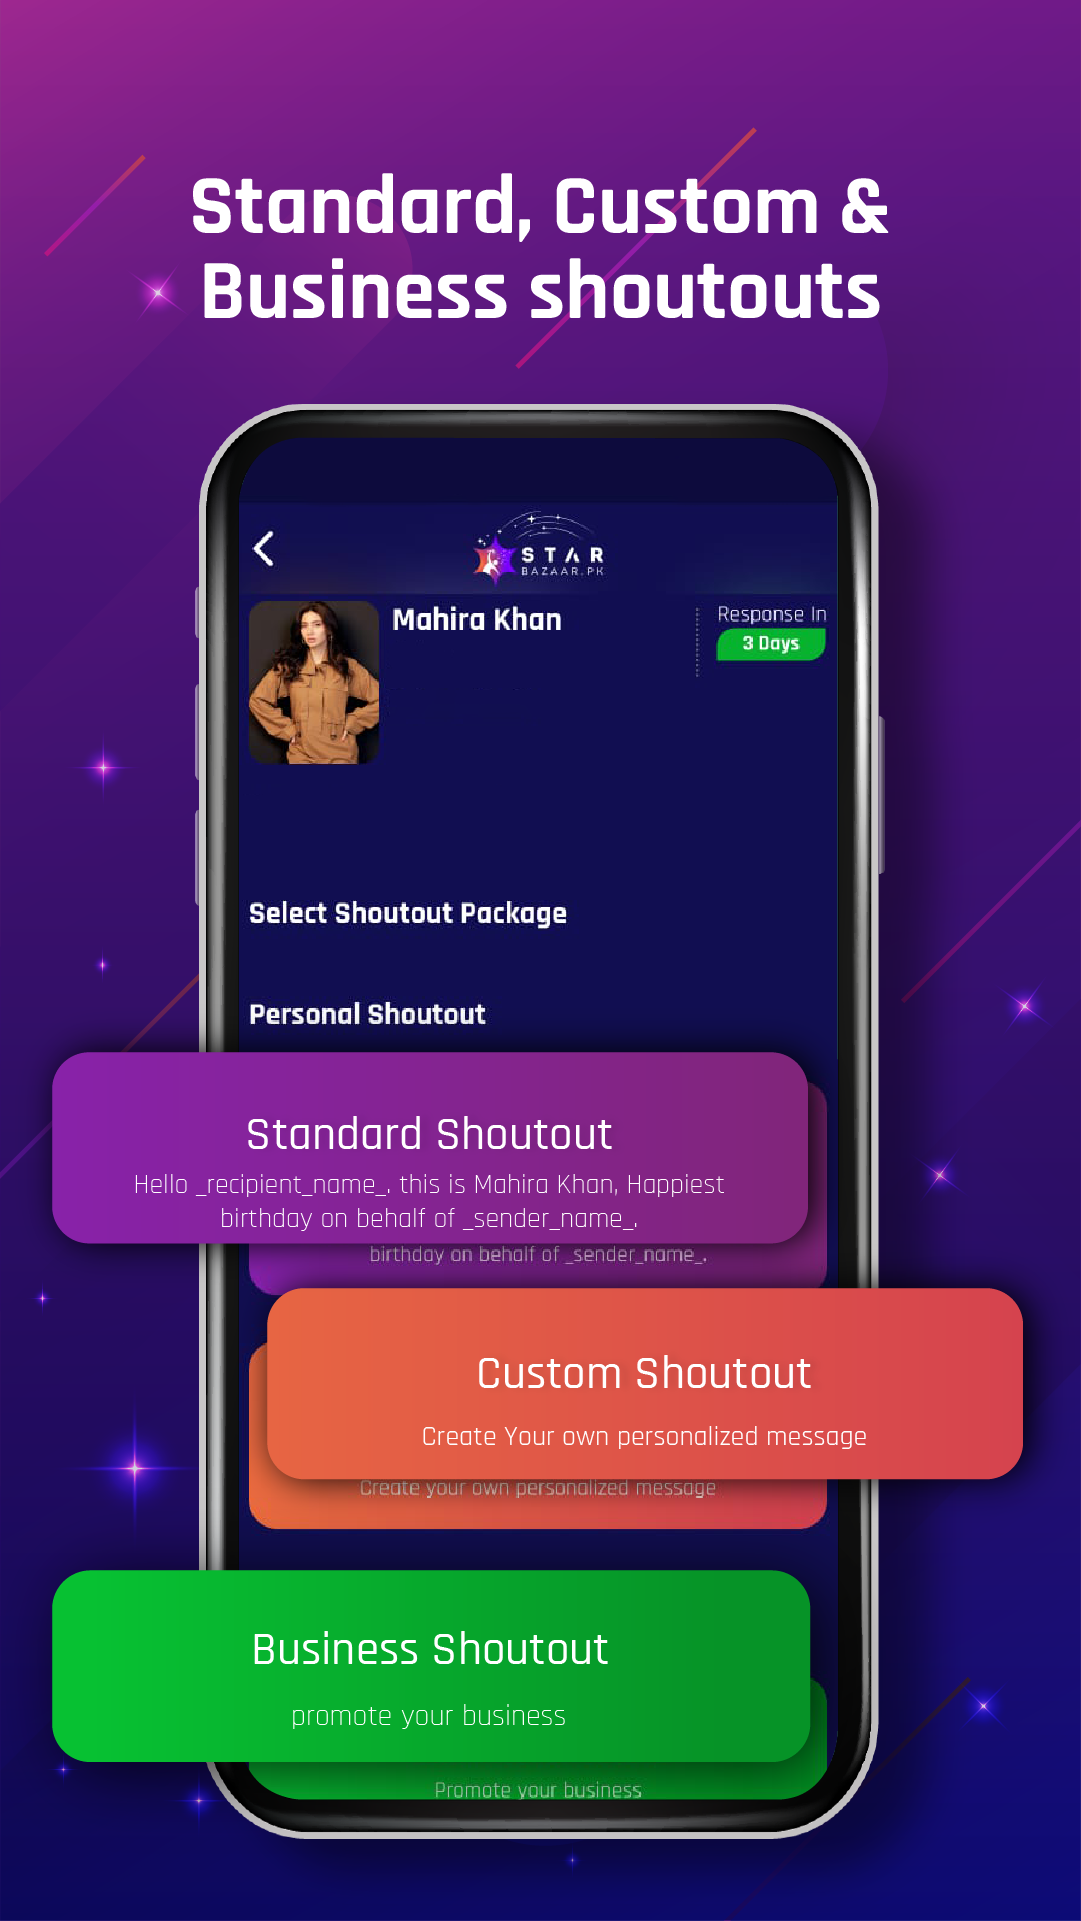 Standard, Custom &
Business shoutouts
STAR
BAZAAR.PK
Mahira Khan
Response In
3 Days
Select Shoutout Package
Personal Shoutout
Standard Shoutout
Hello _recipient_name_. this is Mahira Khan, Happiest
birthday on behalf of _sender_name_.
birthday on behalf of _sender_name_.
Custom Shoutout
Create Your own personalized message
Create your own personalized message
Business Shoutout
promote your business
Promote your business